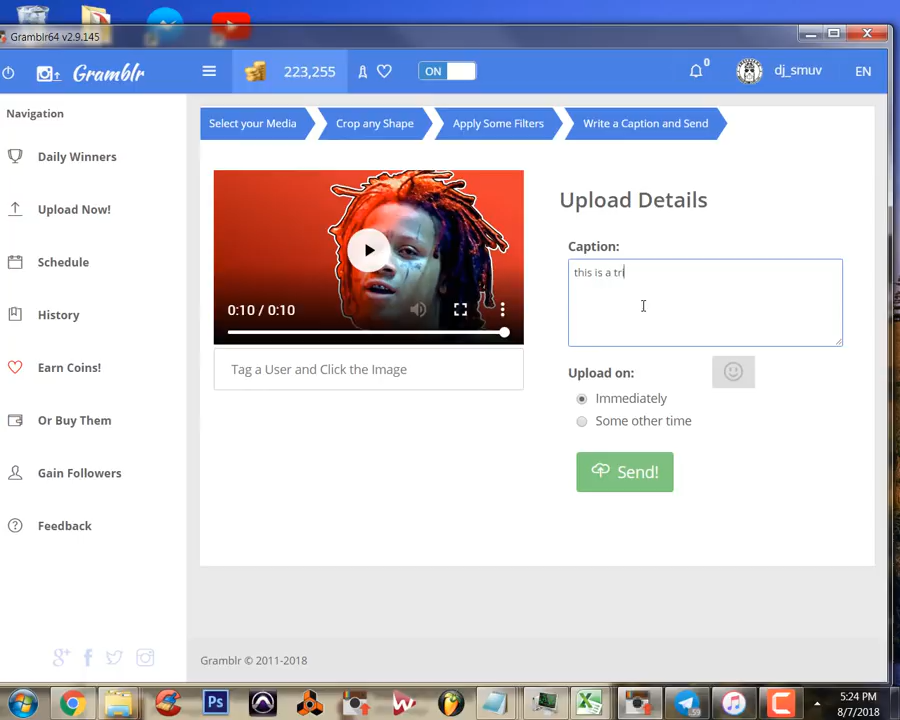 Gramblr64 v2.9.145
Gramblr
223,255
ON
0
dj_smuv
EN
Navigation
Daily Winners
Upload Now!
Schedule
History
Earn Coins!
Or Buy Them
Gain Followers
Feedback
Select your Media
Crop any Shape
Apply Some Filters
Write a Caption and Send
0:10 / 0:10
Tag a User and Click the Image
Upload Details
Caption:
this is a tri
Upload on:
Immediately
Some other time
Send!
Gramblr © 2011-2018
Ps
5:24 PM
8/7/2018